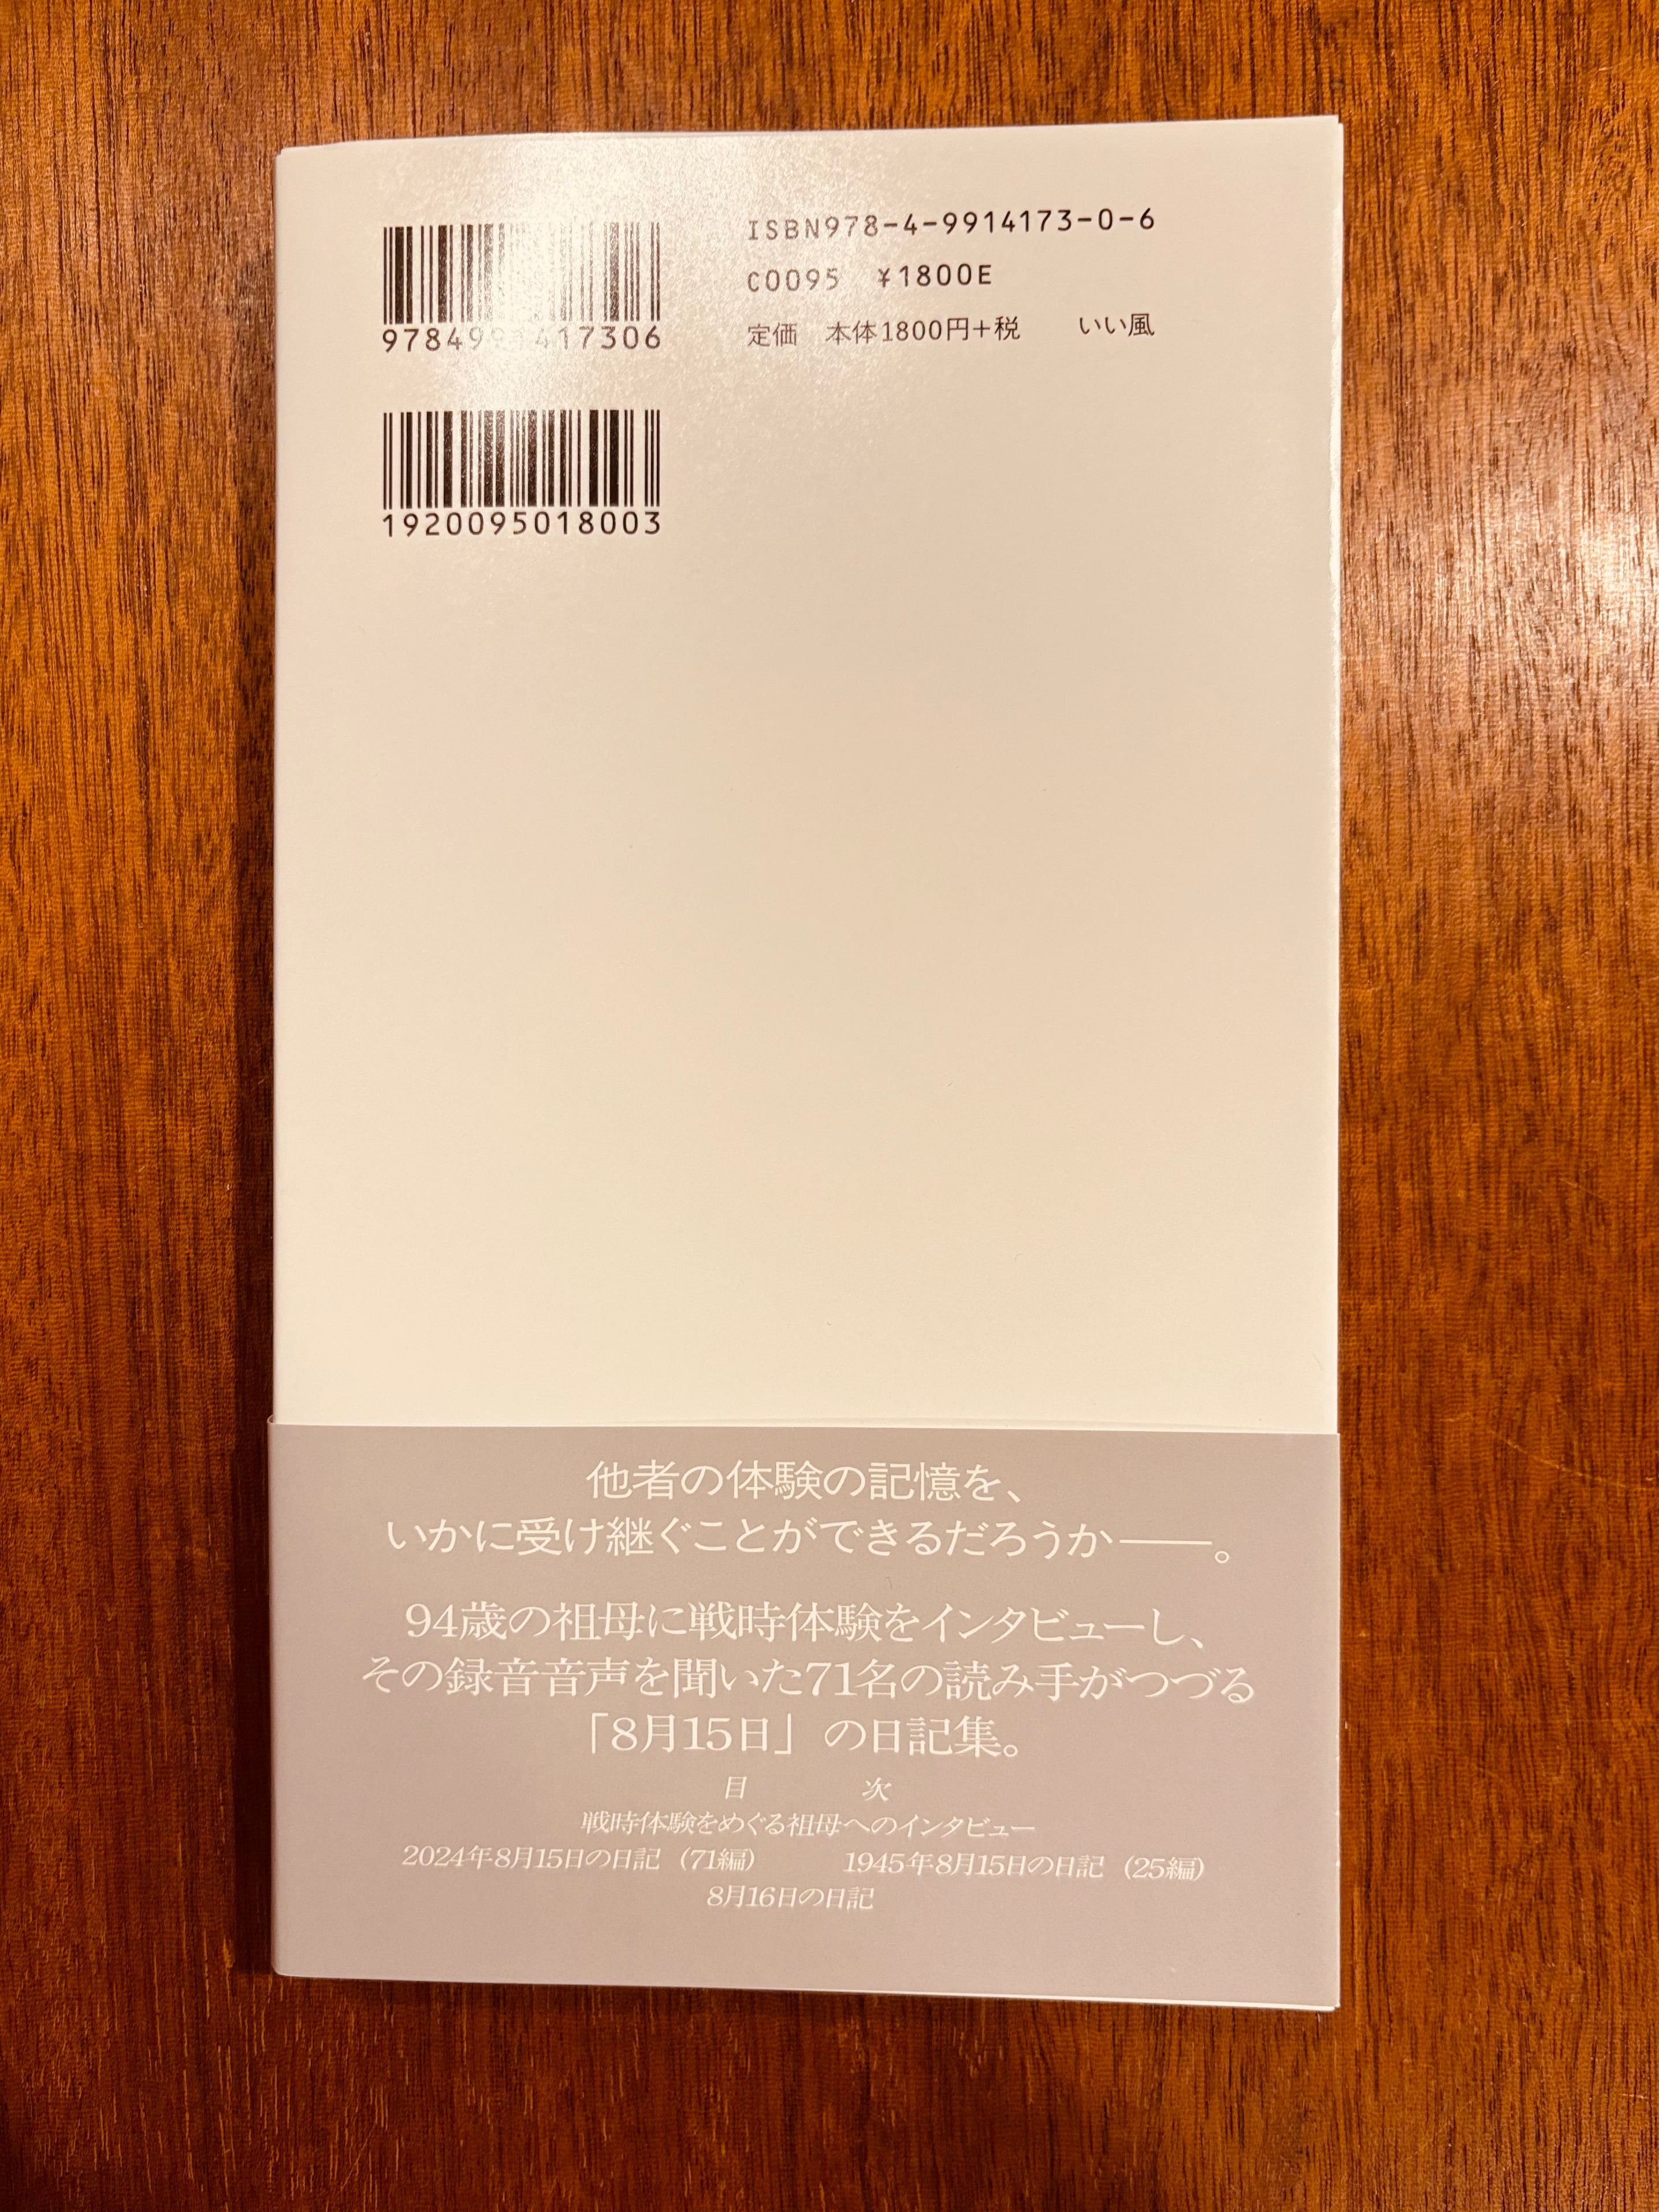 ISBN978-4-9914173-0-6
C0095 ¥1800E
定価 本体1800円+税 いい風
9784991417306
1920095018003
他者の体験の記憶を、
いかに受け継ぐことができるだろうか——。
94歳の祖母に戦時体験をインタビューし、
その録音音声を聞いた71名の読み手がつづる
「8月15日」の日記集。
目 次
戦時体験をめぐる祖母へのインタビュー
2024年8月15日の日記（71編） 1945年8月15日の日記（25編）
8月16日の日記